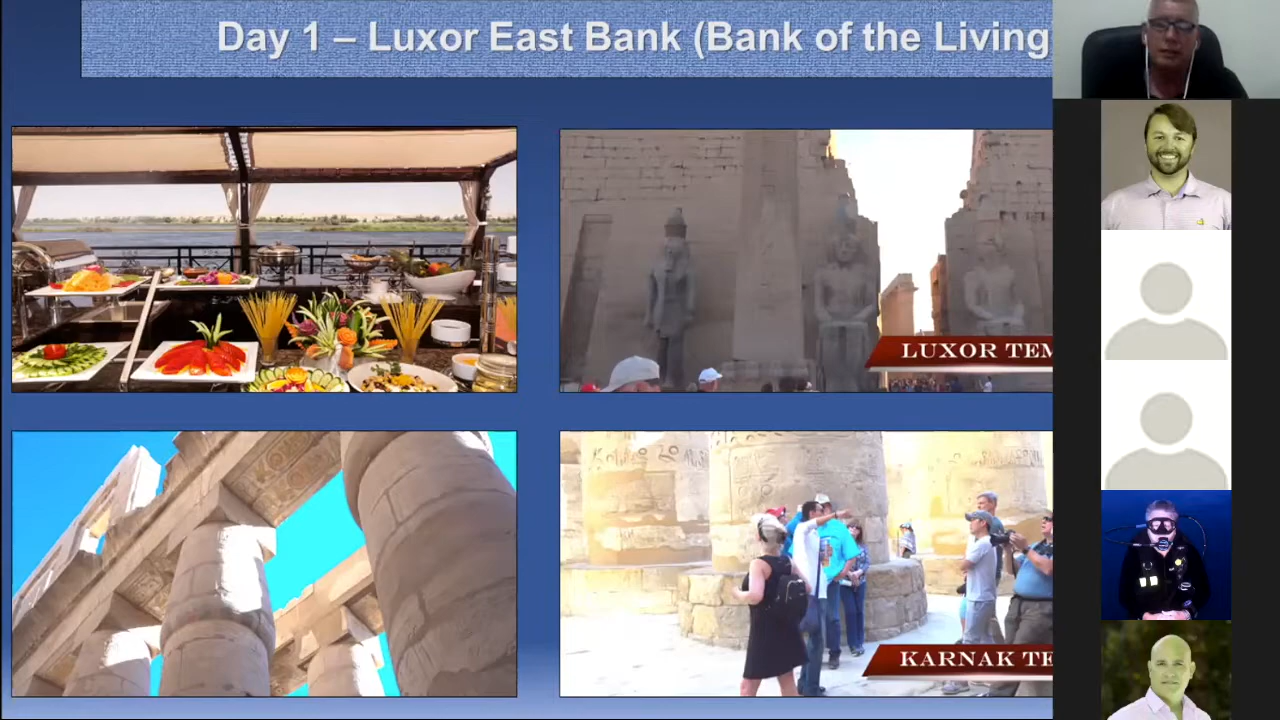 Day 1 – Luxor East Bank (Bank of the Living
LUXOR TEM
KARNAK TE